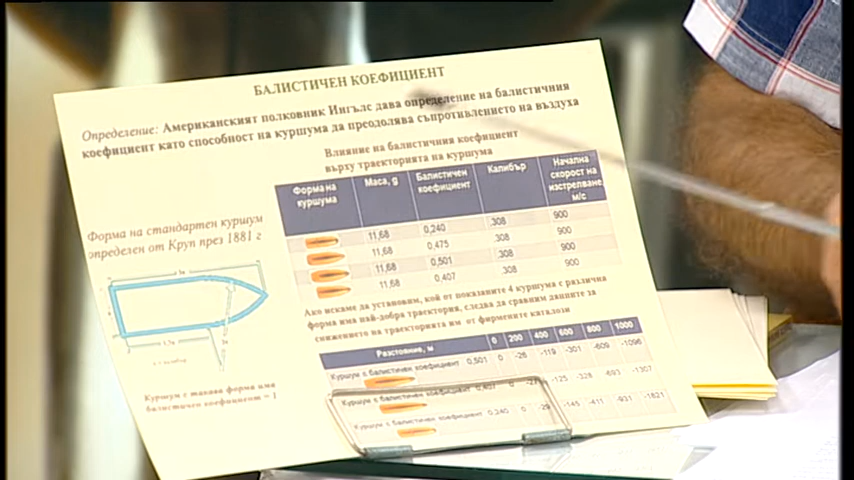 БАЛИСТИЧЕН КОЕФИЦИЕНТ
Определение: Американският полковник Ингълс дава определение на балистичния
коефициент като способност на куршума да преодолява съпротивлението на въздуха
Влияние на балистичния коефициент
върху траекторията на куршума
Форма на куршума Маса, g Балистичен коефициент Калибър Начална скорост на изстрелване м/с
11,68 0,240 .308 900
11,68 0,475 .308 900
11,68 0,501 .308 900
11,68 0,407 .308 900
Форма на стандартен куршум
определен от Круп през 1881 г
Ако искаме да установим, кой от показаните 4 куршума с различна
форма има най-добра траектория, следва да сравним данните за
снижението на траекторията им от фирмените каталози
Разстояние, м 0 200 400 600 800 1000
Куршум с балистичен коефициент 0,501 0 -26 -119 -301 -609 -1096
Куршум с балистичен коефициент 0,407 0 -125 -328 -693 -1307
Куршум с балистичен коефициент 0,240 0 -29 -145 -411 -931 -1821
Куршум с такава форма има
балистичен коефициент = 1